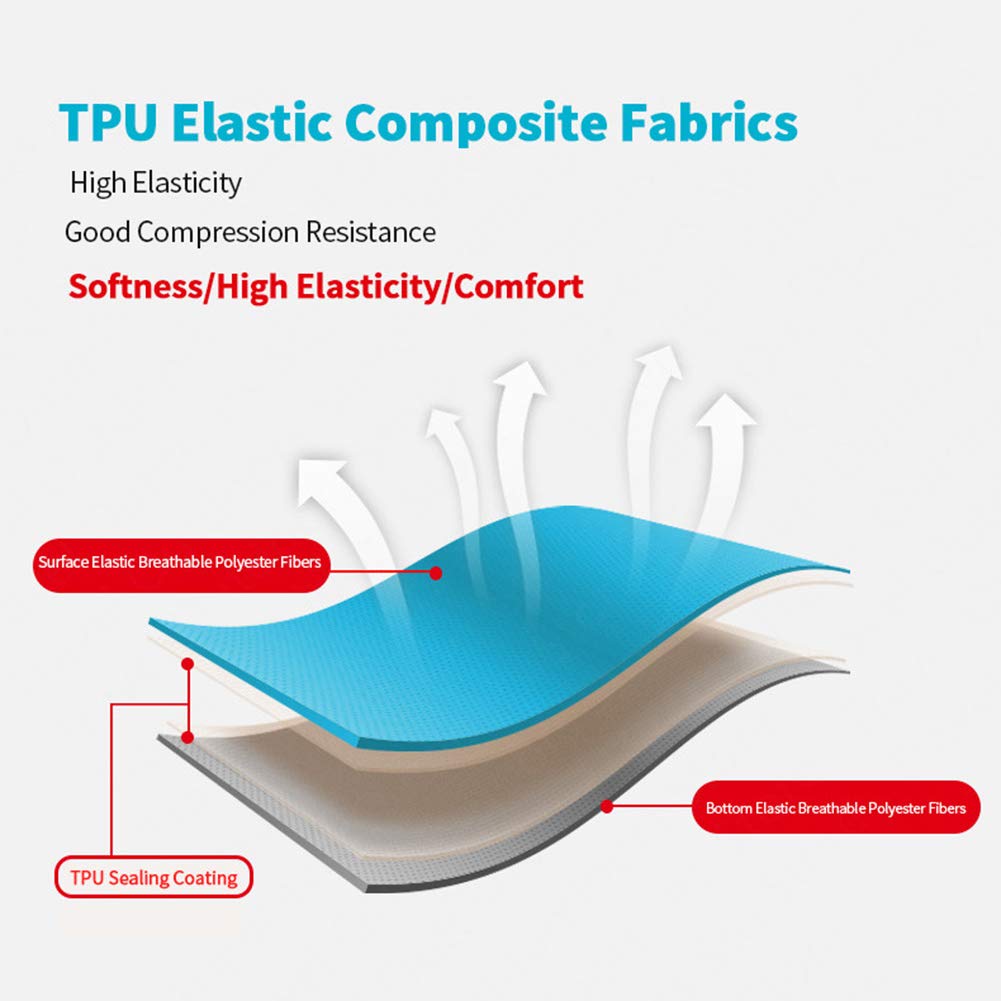 TPU Elastic Composite Fabrics
High Elasticity
Good Compression Resistance
Softness/High Elasticity/Comfort
Surface Elastic Breathable Polyester Fibers
Bottom Elastic Breathable Polyester Fibers
TPU Sealing Coating